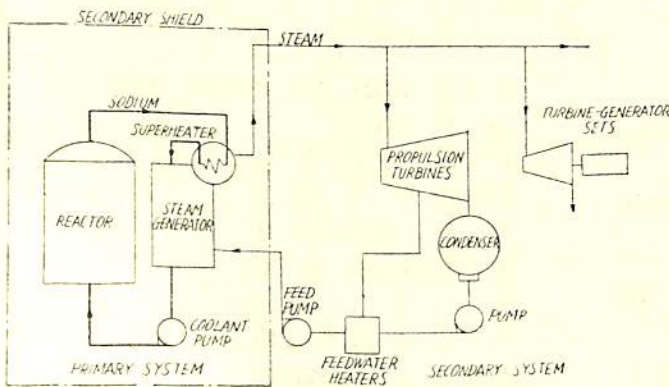 SECONDARY SHIELD
STEAM
SODIUM
SUPERHEATER
TURBINE-GENERATOR
SETS
PROPULSION
TURBINES
REACTOR
STEAM
GENERATOR
CONDENSER
FEED
PUMP
COOLANT
PUMP
PUMP
FEEDWATER
HEATERS
PRIMARY SYSTEM
SECONDARY SYSTEM